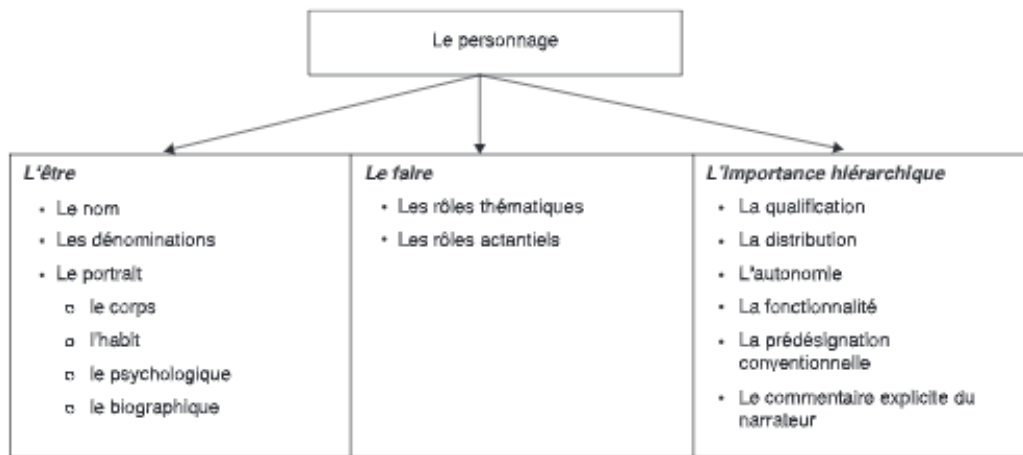 Le personnage
L'être
• Le nom
• Les dénominations
• Le portrait
▫ le corps
▫ l'habit
▫ le psychologique
▫ le biographique
Le faire
• Les rôles thématiques
• Les rôles actantiels
L'importance hiérarchique
• La qualification
• La distribution
• L'autonomie
• La fonctionnalité
• La prédésignation
conventionnelle
• Le commentaire explicite du
narrateur